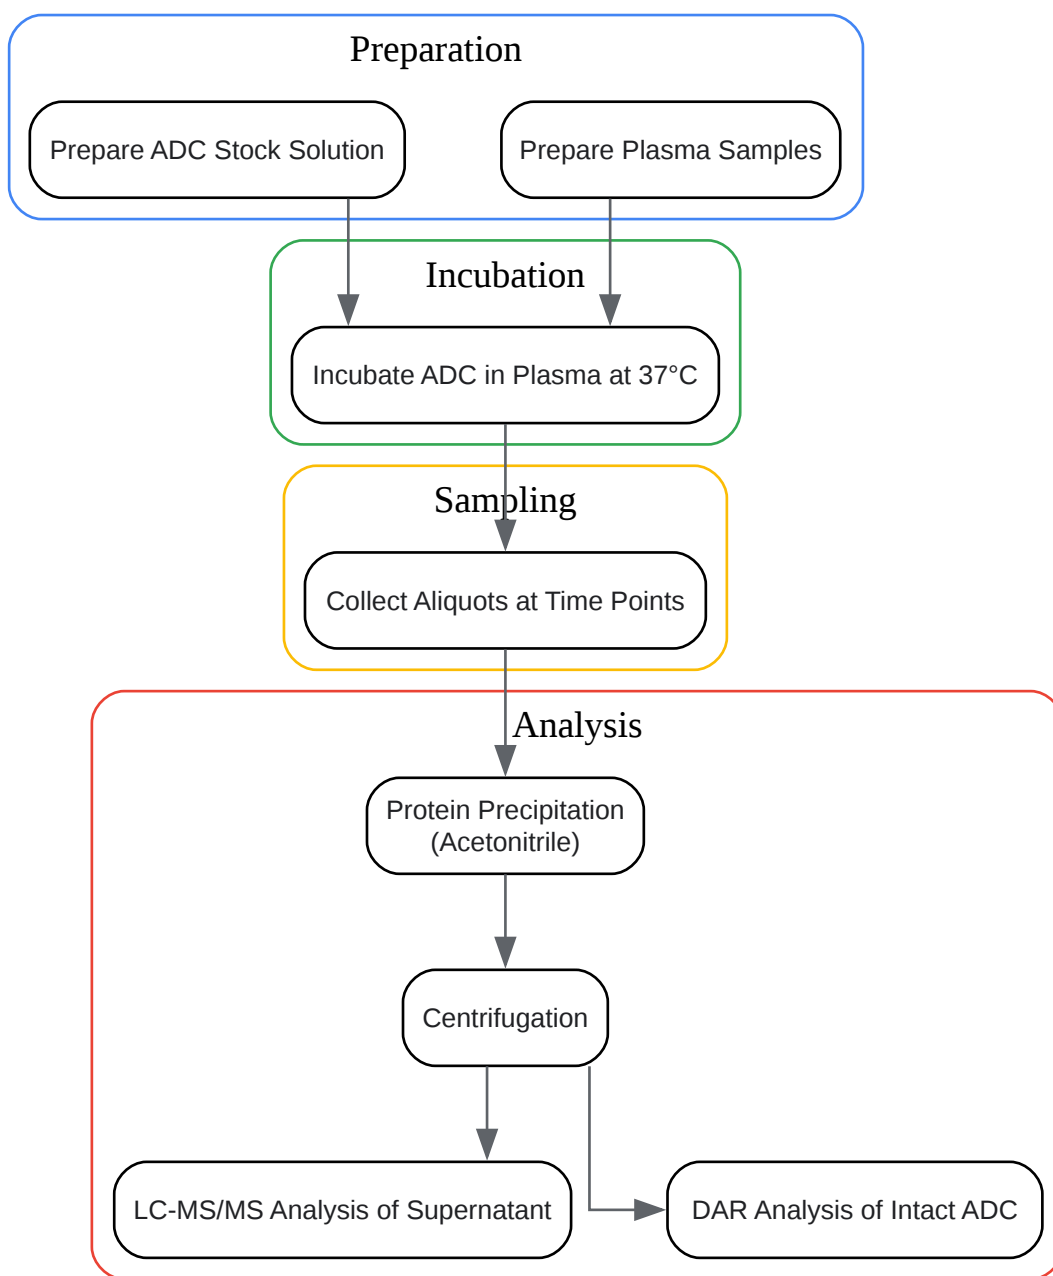 Preparation
Prepare ADC Stock Solution
Prepare Plasma Samples
Incubation
Incubate ADC in Plasma at 37°C
Sampling
Collect Aliquots at Time Points
Analysis
Protein Precipitation
(Acetonitrile)
Centrifugation
LC-MS/MS Analysis of Supernatant
DAR Analysis of Intact ADC